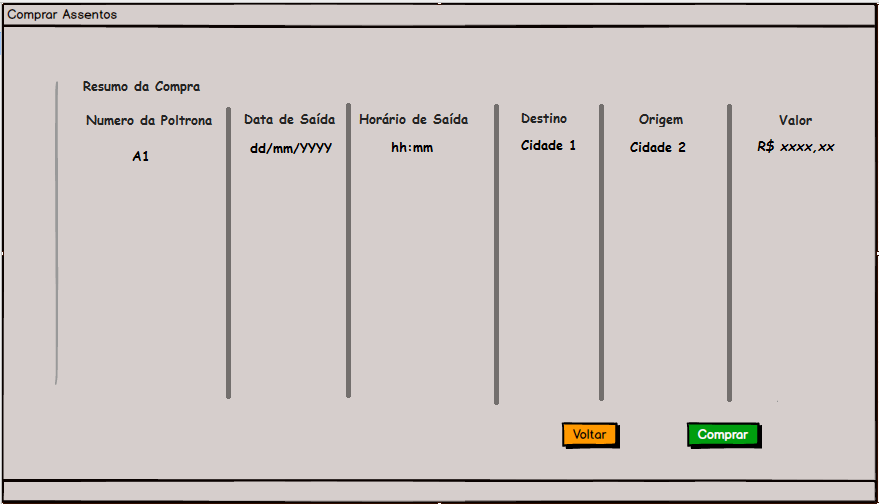 Comprar Assentos
Resumo da Compra
Numero da Poltrona Data de Saída Horário de Saída Destino Origem Valor
A1 dd/mm/yyyy hh:mm Cidade 1 Cidade 2 R$ xxxx,xx
Voltar Comprar